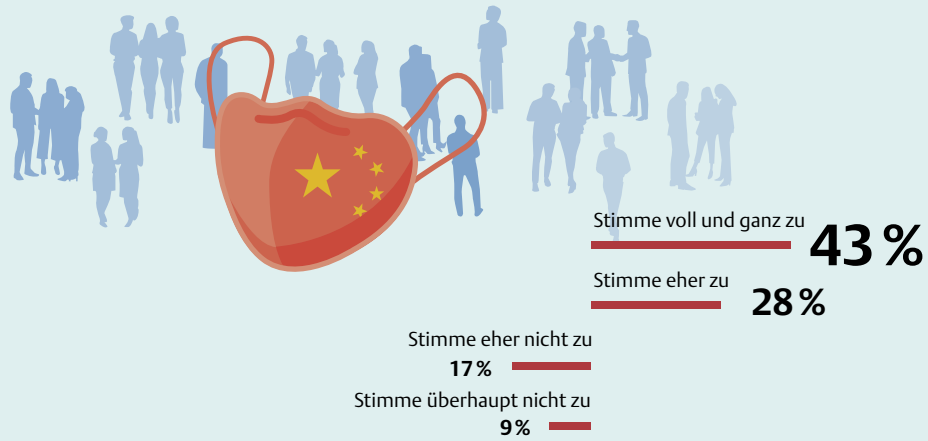 Stimme voll und ganz zu
43 %
Stimme eher zu
28 %
Stimme eher nicht zu
17 %
Stimme überhaupt nicht zu
9 %